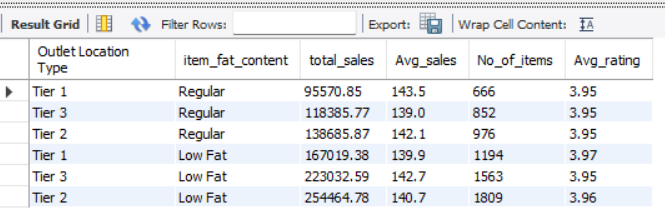 Result Grid Filter Rows: Export: Wrap Cell Content: IA
Outlet Location
Type item_fat_content total_sales Avg_sales No_of_items Avg_rating
Tier 1 Regular 95570.85 143.5 666 3.95
Tier 3 Regular 118385.77 139.0 852 3.95
Tier 2 Regular 138685.87 142.1 976 3.95
Tier 1 Low Fat 167019.38 139.9 1194 3.97
Tier 3 Low Fat 223032.59 142.7 1563 3.95
Tier 2 Low Fat 254464.78 140.7 1809 3.96